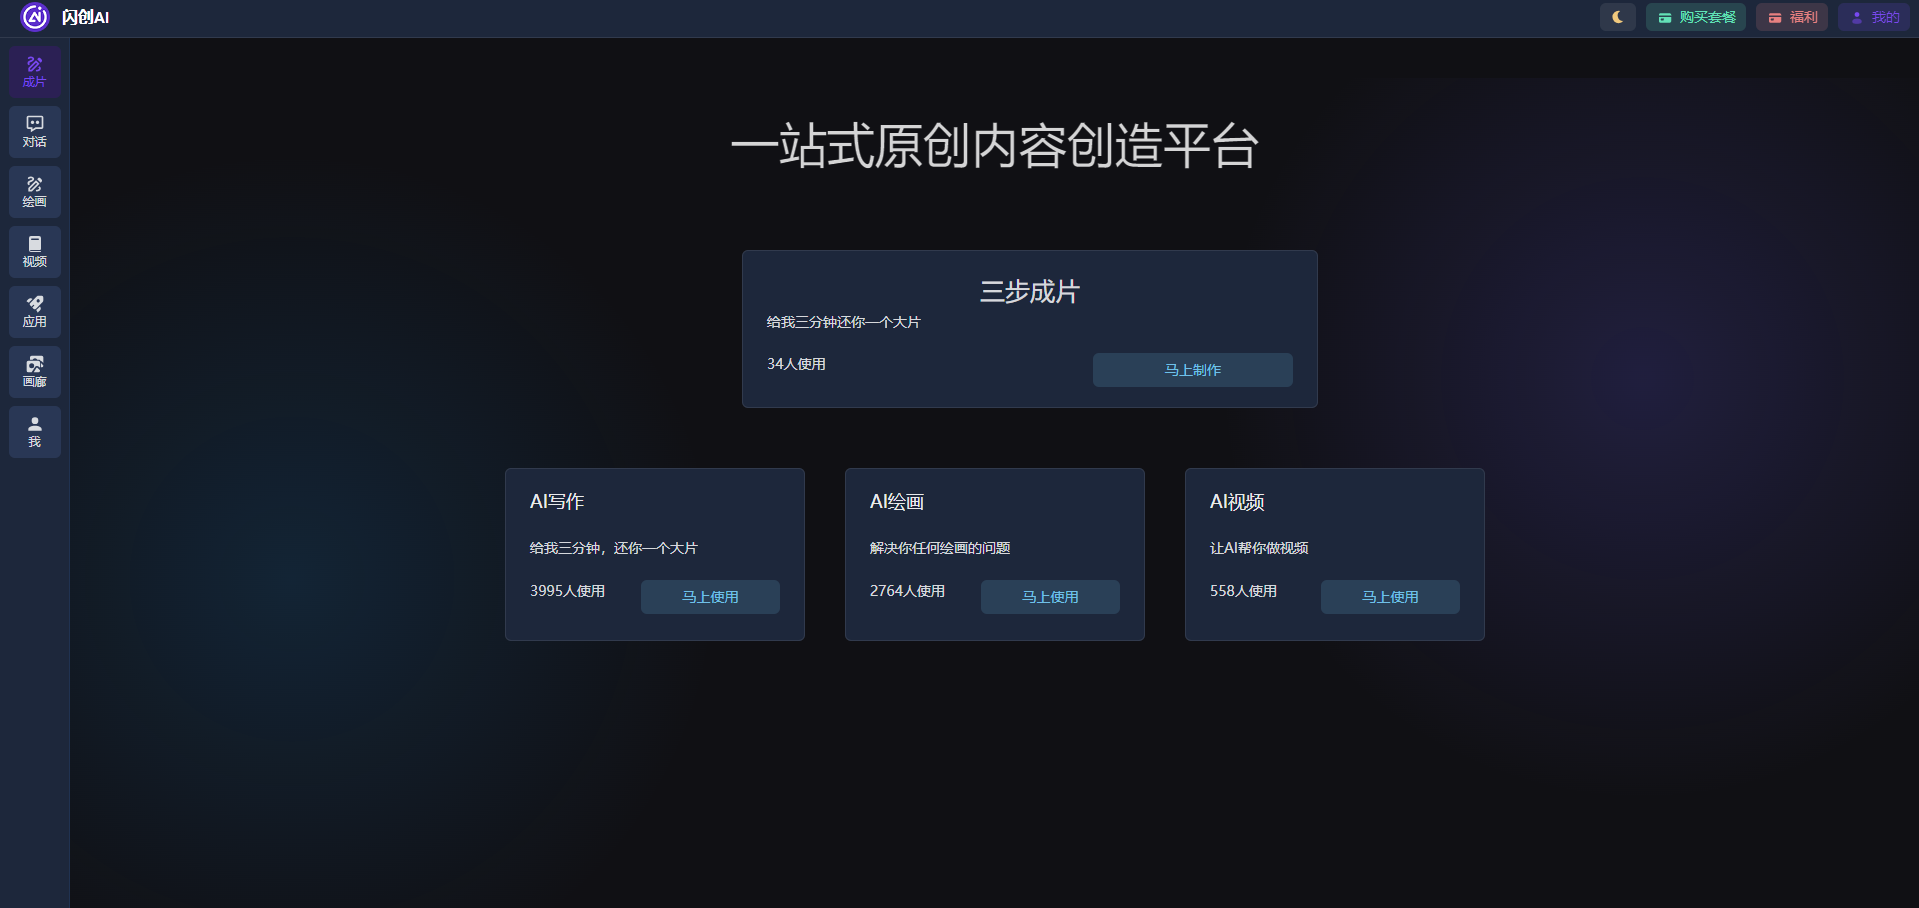 闪创AI
购买套餐
福利
我的
成片
对话
绘画
视频
应用
画廊
我
一站式原创内容创造平台
三步成片
给我三分钟还你一个大片
34人使用
马上制作
AI写作
给我三分钟，还你一个大片
3995人使用
马上使用
AI绘画
解决你任何绘画的问题
2764人使用
马上使用
AI视频
让AI帮你做视频
558人使用
马上使用